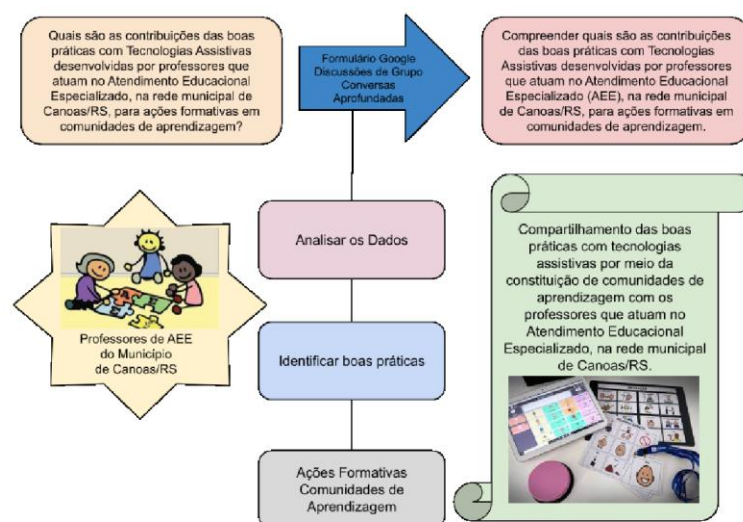 Quais são as contribuições das boas
práticas com Tecnologias Assistivas
desenvolvidas por professores que
atuam no Atendimento Educacional
Especializado, na rede municipal de
Canoas/RS, para ações formativas em
comunidades de aprendizagem?
Formulário Google
Discussões de Grupo
Conversas
Aprofundadas
Compreender quais são as contribuições
das boas práticas com Tecnologias
Assistivas desenvolvidas por professores
que atuam no Atendimento Educacional
Especializado (AEE), na rede municipal
de Canoas/RS, para ações formativas em
comunidades de aprendizagem.
Analisar os Dados
Professores de AEE
do Município
de Canoas/RS
Identificar boas práticas
Ações Formativas
Comunidades de
Aprendizagem
Compartilhamento das boas
práticas com tecnologias
assistivas por meio da
constituição de comunidades de
aprendizagem com os
professores que atuam no
Atendimento Educacional
Especializado, na rede municipal
de Canoas/RS.